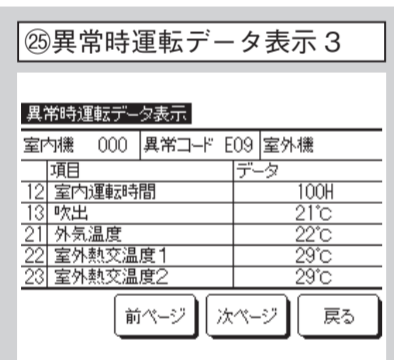 ㉕異常時運転データ表示3
異常時運転データ表示
室内機 000 異常コード E09 室外機
項目 データ
12 室内運転時間 100H
13 吹出 21℃
21 外気温度 22℃
22 室外熱交温度1 29℃
23 室外熱交温度2 29℃
前ページ 次ページ 戻る